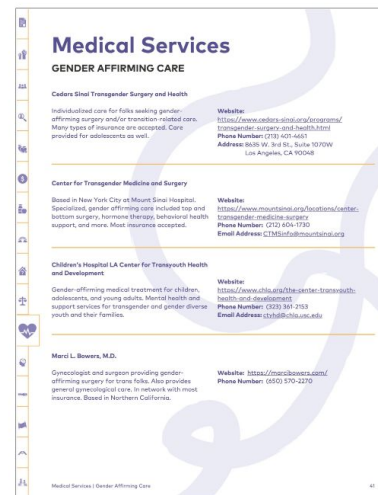 Medical Services
GENDER AFFIRMING CARE
Cedars Sinai Transgender Surgery and Health
Individualized care for folks seeking gender-
affirming surgery and/or transition-related care.
Many types of insurance are accepted. Care
provided for adolescents as well.
Website:
https://www.cedars-sinai.org/programs/
transgender-surgery-and-health.html
Phone Number: (213) 401-4651
Address: 8635 W. 3rd St., Suite 1070W
Los Angeles, CA 90048
Center for Transgender Medicine and Surgery
Based in New York City at Mount Sinai Hospital.
Specialized, gender affirming care included top and
bottom surgery, hormone therapy, behavioral health
support, and more. Most insurance accepted.
Website:
https://www.mountsinai.org/locations/center-
transgender-medicine-surgery
Phone Number: (212) 604-1730
Email Address: CTMSinfo@mountsinai.org
Children's Hospital LA Center for Transyouth Health
and Development
Gender-affirming medical treatment for children,
adolescents, and young adults. Mental health and
support services for transgender and gender diverse
youth and their families.
Website:
https://www.chla.org/the-center-transyouth-
health-and-development
Phone Number: (323) 361-2153
Email Address: ctyhd@chla.usc.edu
Marci L. Bowers, M.D.
Gynecologist and surgeon providing gender-
affirming surgery for trans folks. Also provides
general gynecological care. In network with most
insurance. Based in Northern California.
Website: https://marcibowers.com/
Phone Number: (650) 570-2270
Medical Services | Gender Affirming Care
41